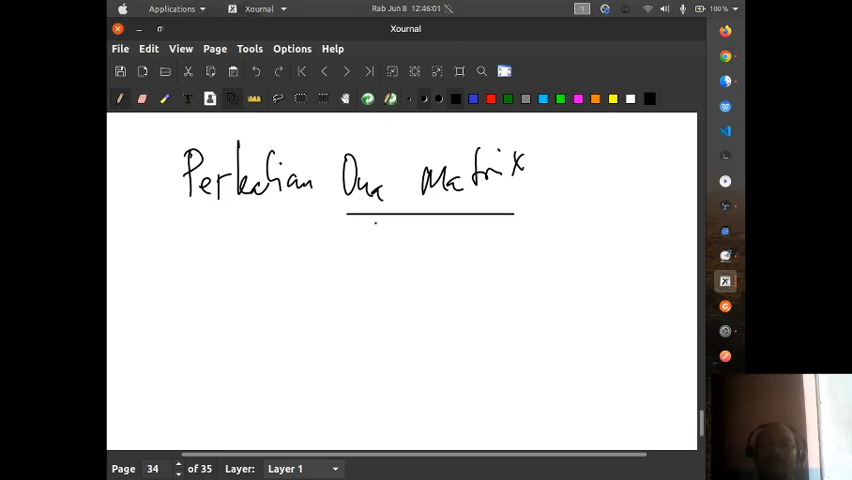 Applications Xournal Rab Jun 8 12:46:01 1 100%
Xournal
File Edit View Page Tools Options Help
Perkalian Dua Matrix
Page 34 of 35 Layer: Layer 1